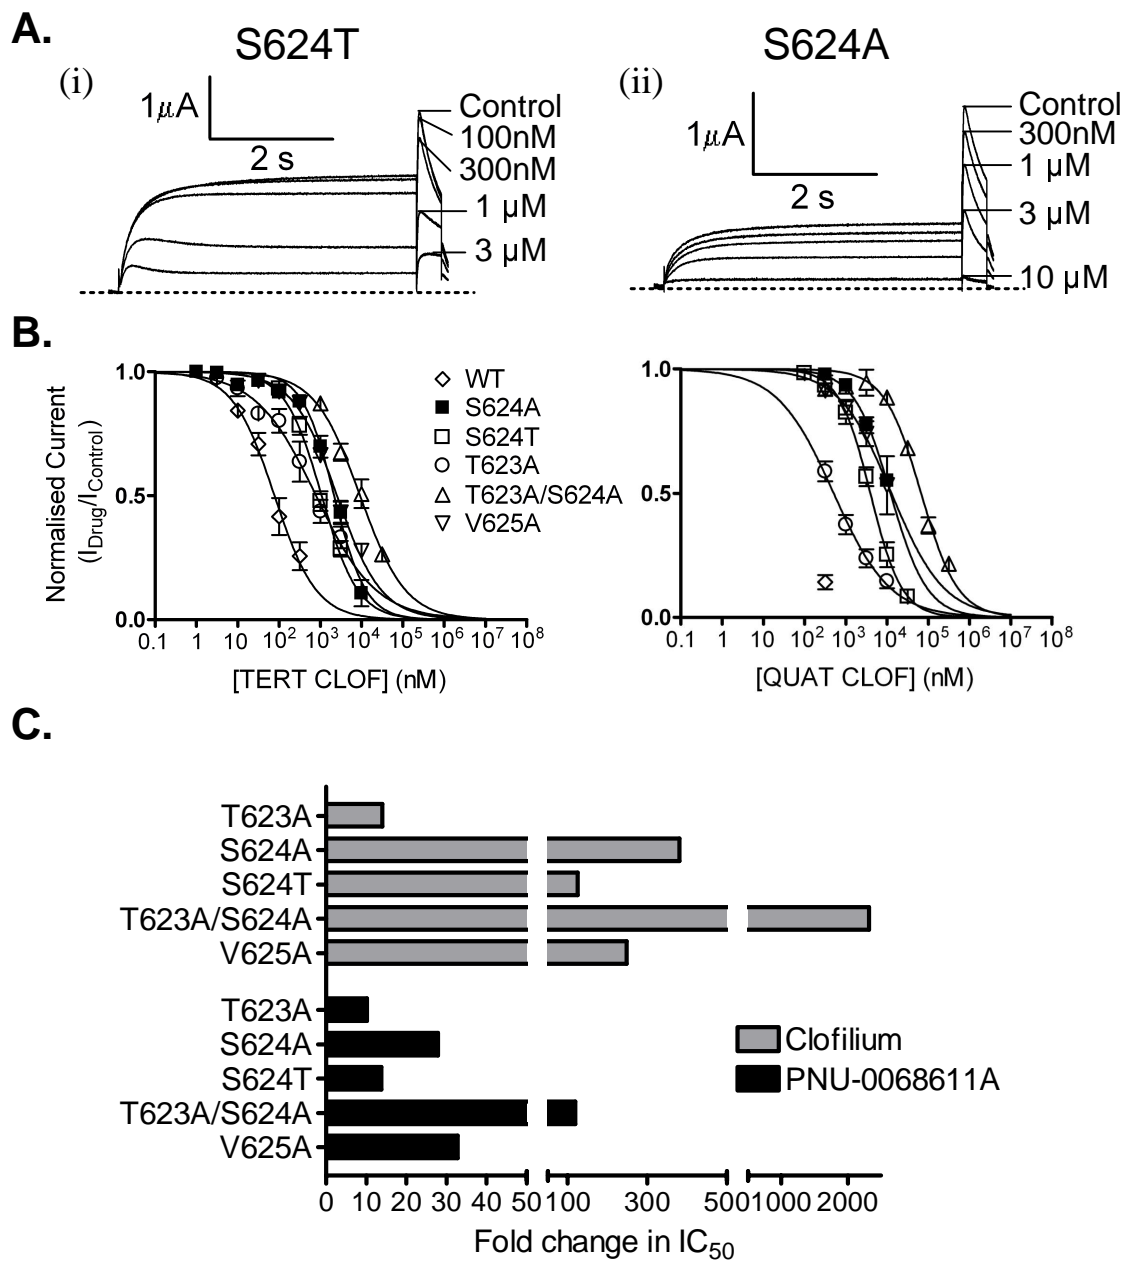 A.
S624T
S624A
(i)
(ii)
1μA
2 s
Control
100nM
300nM
1 µM
3 µM
1μA
2 s
Control
300nM
1 µM
3 µM
10 µM
B.
Normalised Current
(I_Drug/I_Control)
1.0
0.5
0.0
0.1 1 10 10² 10³ 10⁴ 10⁵ 10⁶ 10⁷ 10⁸
[TERT CLOF] (nM)
WT
S624A
S624T
T623A
T623A/S624A
V625A
1.0
0.5
0.0
0.1 1 10 10² 10³ 10⁴ 10⁵ 10⁶ 10⁷ 10⁸
[QUAT CLOF] (nM)
C.
T623A
S624A
S624T
T623A/S624A
V625A
T623A
S624A
S624T
T623A/S624A
V625A
Clofilium
PNU-0068611A
0 10 20 30 40 50 100 300 500 1000 2000
Fold change in IC₅₀